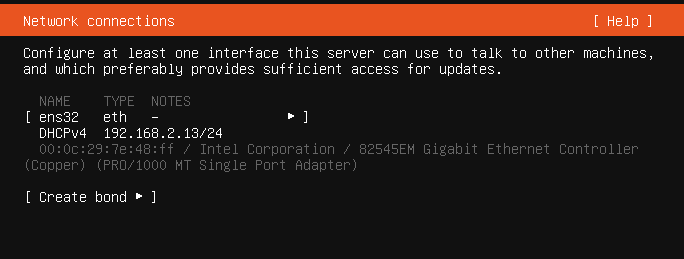 Network connections [ Help ]
Configure at least one interface this server can use to talk to other machines,
and which preferably provides sufficient access for updates.
NAME TYPE NOTES
[ ens32 eth – ▸ ]
DHCPv4 192.168.2.13/24
00:0c:29:7e:48:ff / Intel Corporation / 82545EM Gigabit Ethernet Controller
(Copper) (PRO/1000 MT Single Port Adapter)
[ Create bond ▸ ]